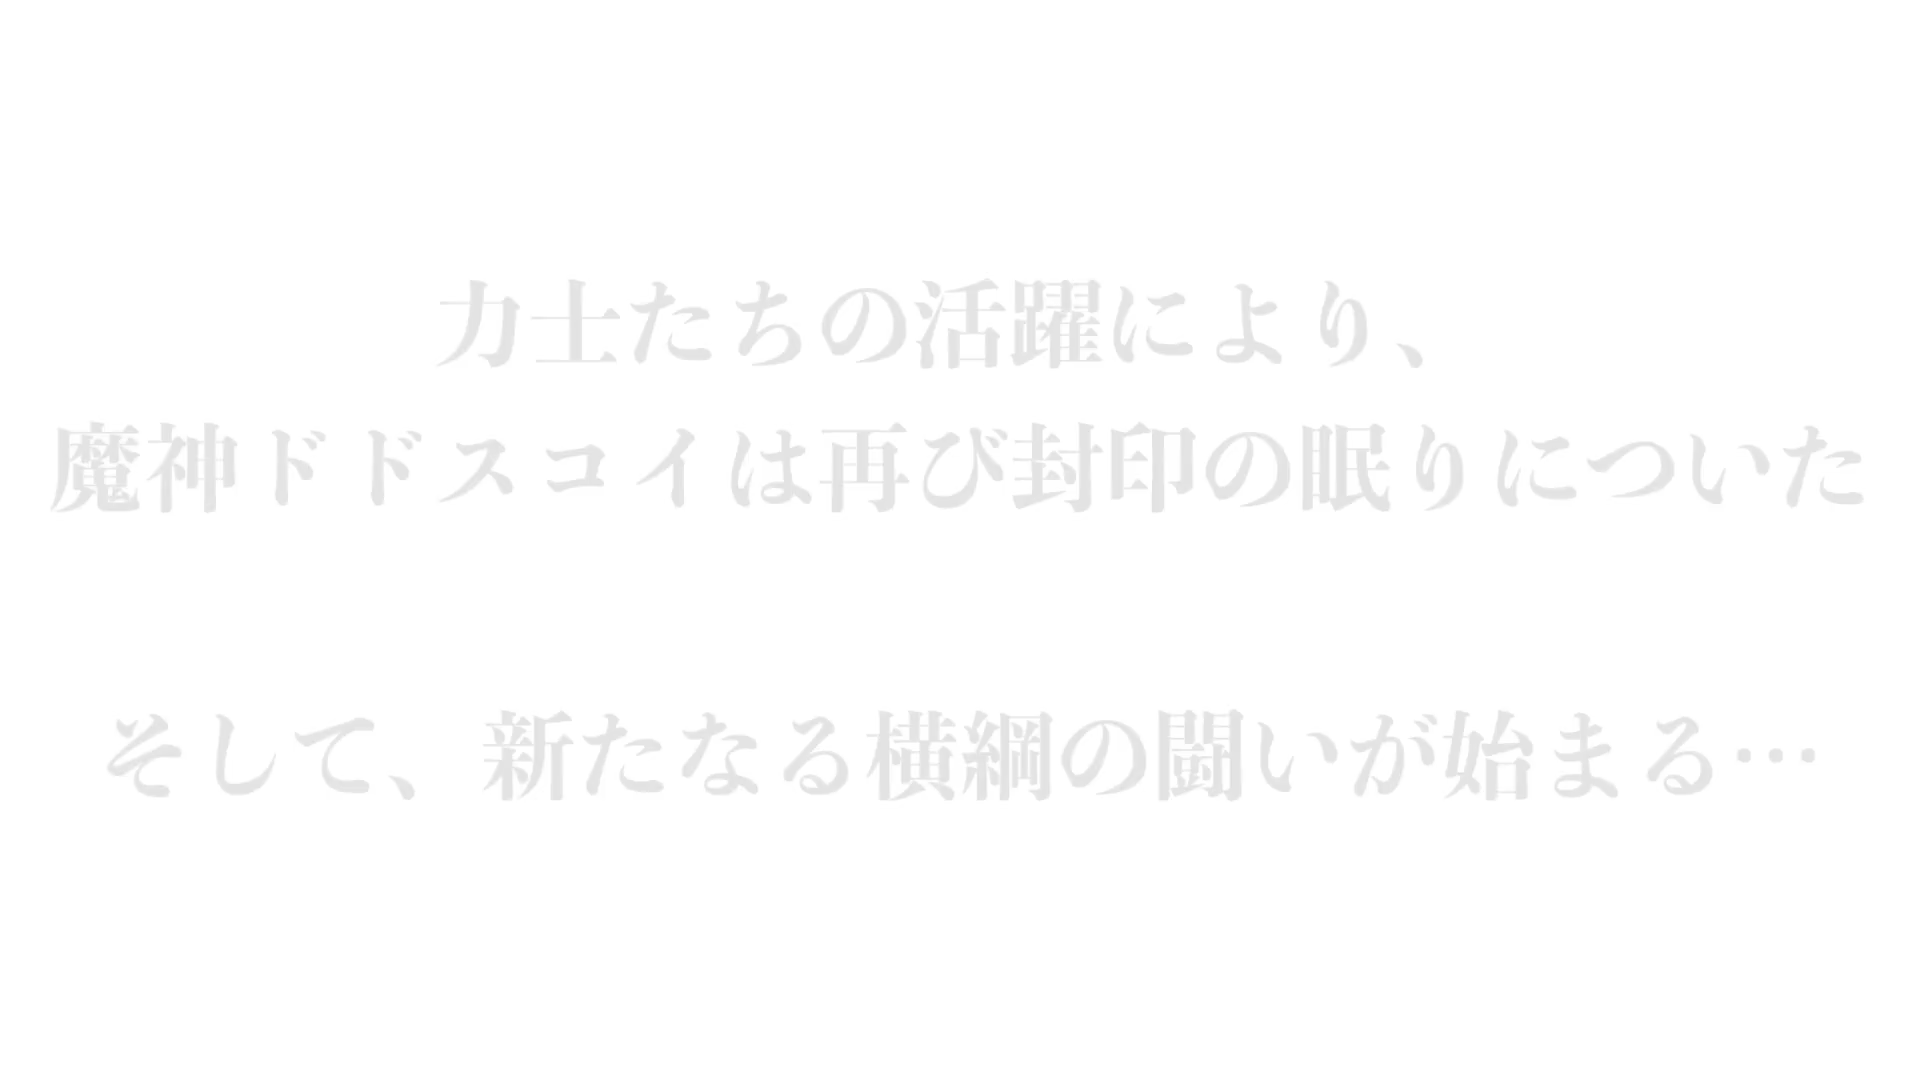 力士たちの活躍により、
魔神ドドスコイは再び封印の眠りについた
そして、新たなる横綱の闘いが始まる…